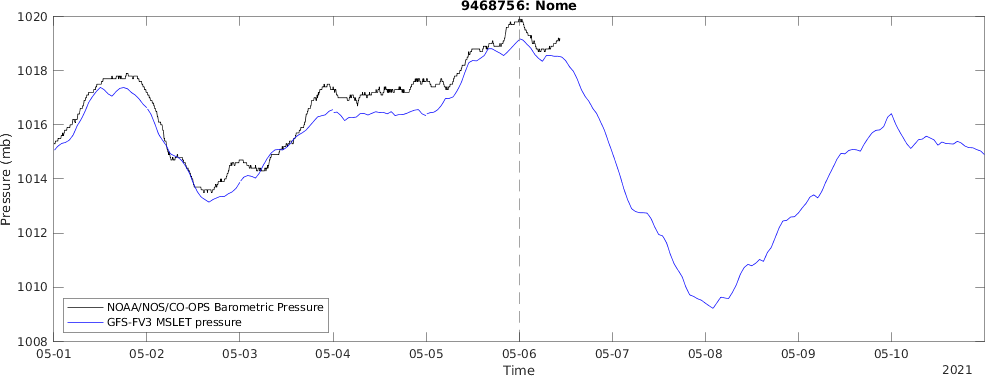 9468756: Nome
1020
1018
1016
1014
1012
1010
1008
Pressure (mb)
NOAA/NOS/CO-OPS Barometric Pressure
GFS-FV3 MSLET pressure
05-01 05-02 05-03 05-04 05-05 05-06 05-07 05-08 05-09 05-10
Time
2021